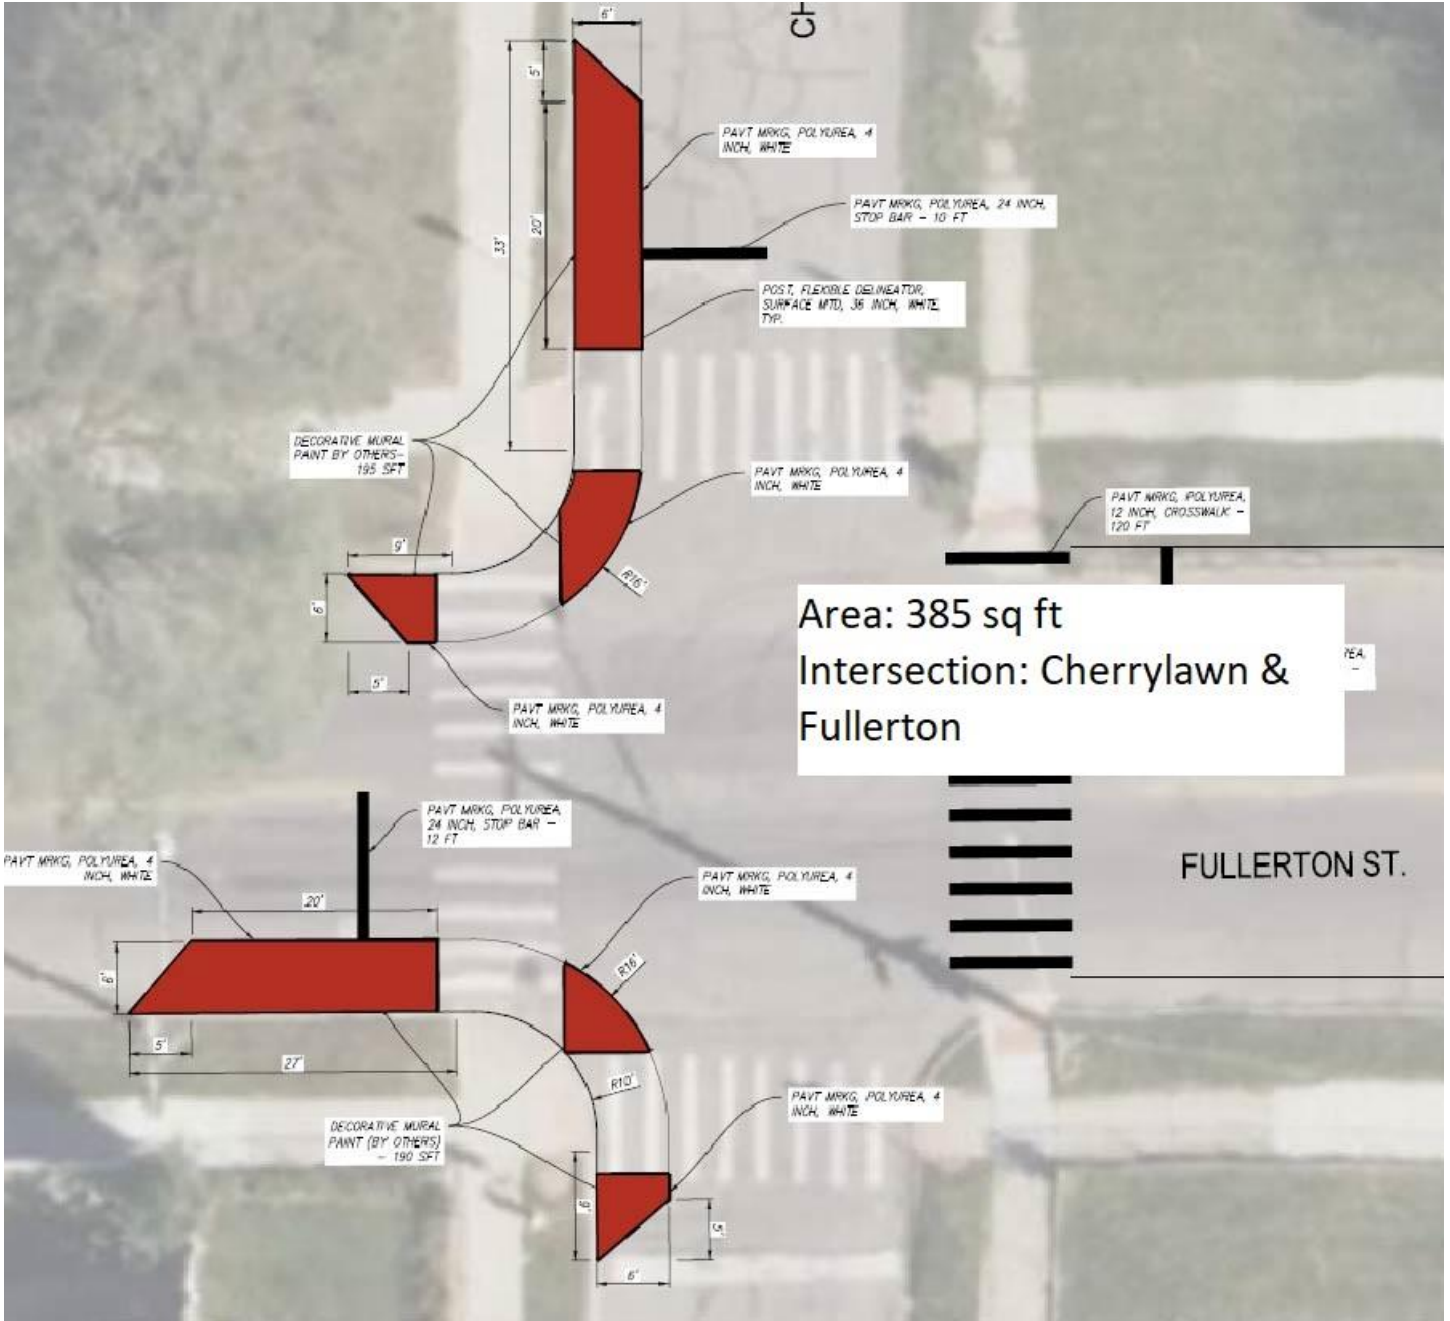 6'
CH
5'
PAVT MRKG, POLYUREA, 4
INCH, WHITE
20'
33'
PAVT MRKG, POLYUREA, 24 INCH,
STOP BAR - 10 FT
POST, FLEXIBLE DELINEATOR,
SURFACE MTD, 36 INCH, WHITE,
TYP.
DECORATIVE MURAL
PAINT BY OTHERS-
195 SFT
PAVT MRKG, POLYUREA, 4
INCH, WHITE
PAVT MRKG, POLYUREA,
12 INCH, CROSSWALK -
120 FT
9'
R16'
6'
5'
Area: 385 sq ft
Intersection: Cherrylawn &
Fullerton
PAVT MRKG, POLYUREA, 4
INCH, WHITE
PAVT MRKG, POLYUREA,
24 INCH, STOP BAR -
12 FT
PAVT MRKG, POLYUREA, 4
INCH, WHITE
FULLERTON ST.
PAVT MRKG, POLYUREA, 4
INCH, WHITE
20'
R16'
5'
27'
R10'
PAVT MRKG, POLYUREA, 4
INCH, WHITE
DECORATIVE MURAL
PAINT (BY OTHERS)
- 190 SFT
5'
6'